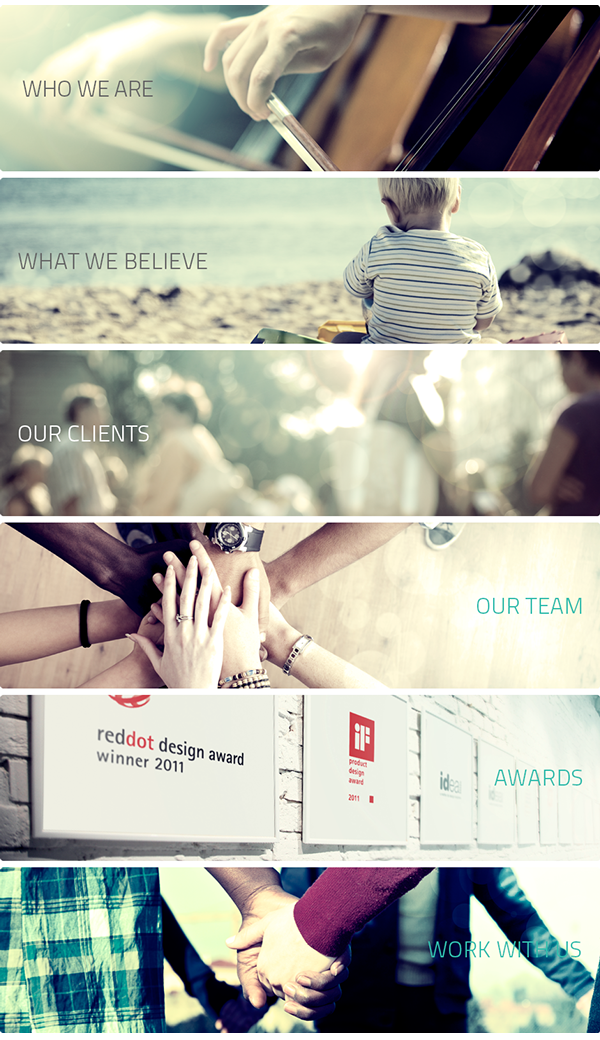 WHO WE ARE
WHAT WE BELIEVE
OUR CLIENTS
OUR TEAM
reddot design award
winner 2011
iF
product
design
award
2011
ideal
AWARDS
WORK WITH US